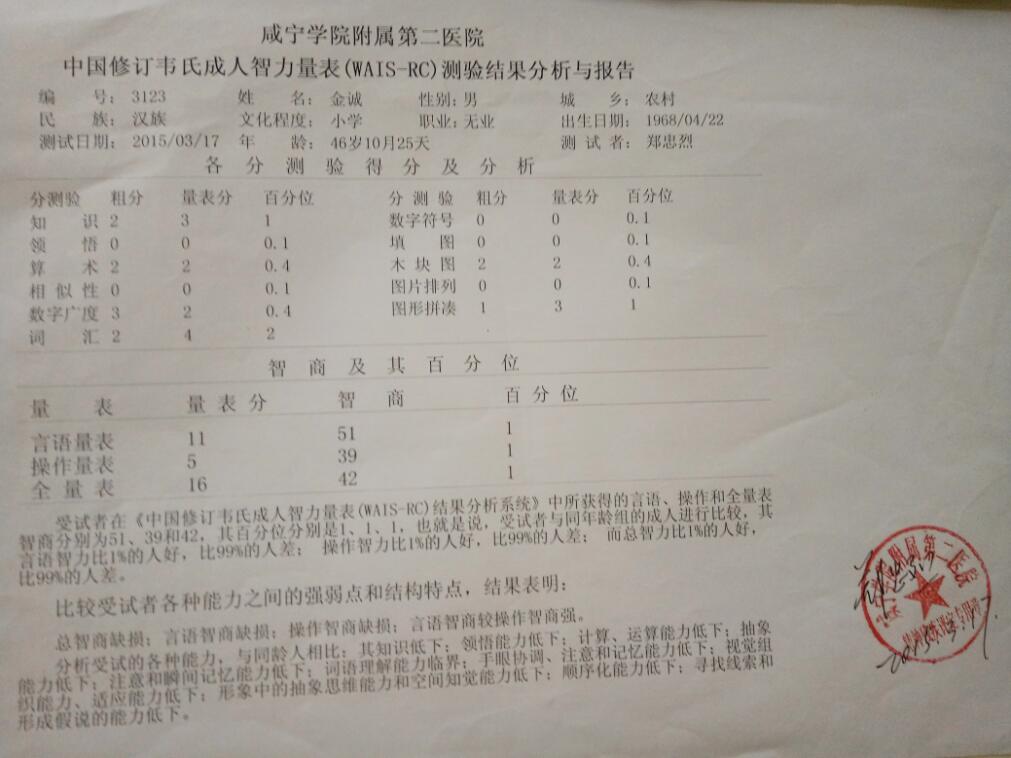 咸宁学院附属第二医院
中国修订韦氏成人智力量表(WAIS-RC)测验结果分析与报告
编 号： 3123 姓 名： 金诚 性别：男 城 乡： 农村
民 族： 汉族 文化程度： 小学 职业：无业 出生日期： 1968/04/22
测试日期： 2015/03/17 年 龄： 46岁10月25天 测 试 者： 郑忠烈
各 分 测 验 得 分 及 分 析
分测验 粗分 量表分 百分位 分 测 验 粗分 量表分 百分位
知 识 2 3 1 数字符号 0 0 0.1
领 悟 0 0 0.1 填 图 0 0 0.1
算 术 2 2 0.4 木 块 图 2 2 0.4
相 似 性 0 0 0.1 图片排列 0 0 0.1
数字广度 3 2 0.4 图形拼凑 1 3 1
词 汇 2 4 2
智 商 及 其 百 分 位
量 表 量 表 分 智 商 百 分 位
言语量表 11 51 1
操作量表 5 39 1
全 量 表 16 42 1
受试者在《中国修订韦氏成人智力量表(WAIS-RC)结果分析系统》中所获得的言语、操作和全量表
智商分别为51、39和42，其百分位分别是1、1、1，也就是说，受试者与同年龄组的成人进行比较，其
言语智力比1%的人好，比99%的人差； 操作智力比1%的人好，比99%的人差； 而总智力比1%的人好，
比99%的人差。
比较受试者各种能力之间的强弱点和结构特点，结果表明：
总智商缺损；言语智商缺损；操作智商缺损；言语智商较操作智商强。
分析受试的各种能力，与同龄人相比：其知识低下；领悟能力低下；计算、运算能力低下；抽象
能力低下；注意和瞬间记忆能力低下；词语理解能力临界；手眼协调、注意和记忆能力低下；视觉组
织能力、适应能力低下；形象中的抽象思维能力和空间知觉能力低下；顺序化能力低下；寻找线索和
形成假说的能力低下。
附属第二医院